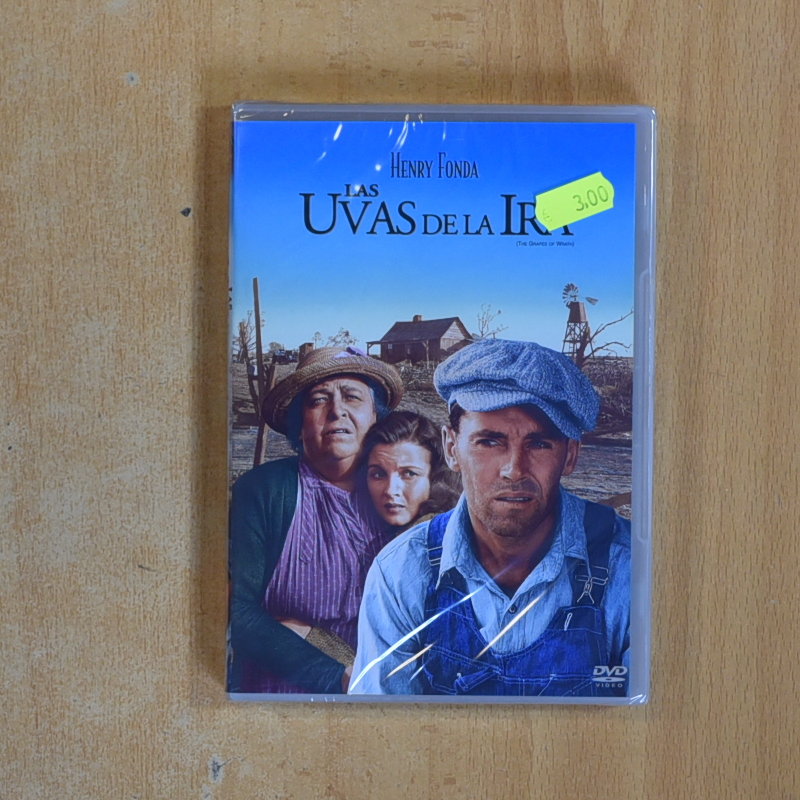 HENRY FONDA
LAS
UVAS DE LA IRA
(THE GRAPES OF WRATH)
€ 3,00
DVD
VIDEO